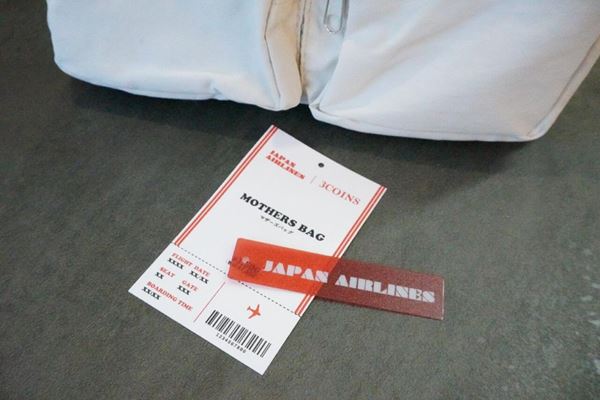 JAPAN
AIRLINES
3COINS
MOTHERS BAG
マザーズバッグ
JAPAN AIRLINES
FLIGHT DATE
XXXX XX/XX
SEAT GATE
XX XXX
BOARDING TIME
XX:XX
1234567890